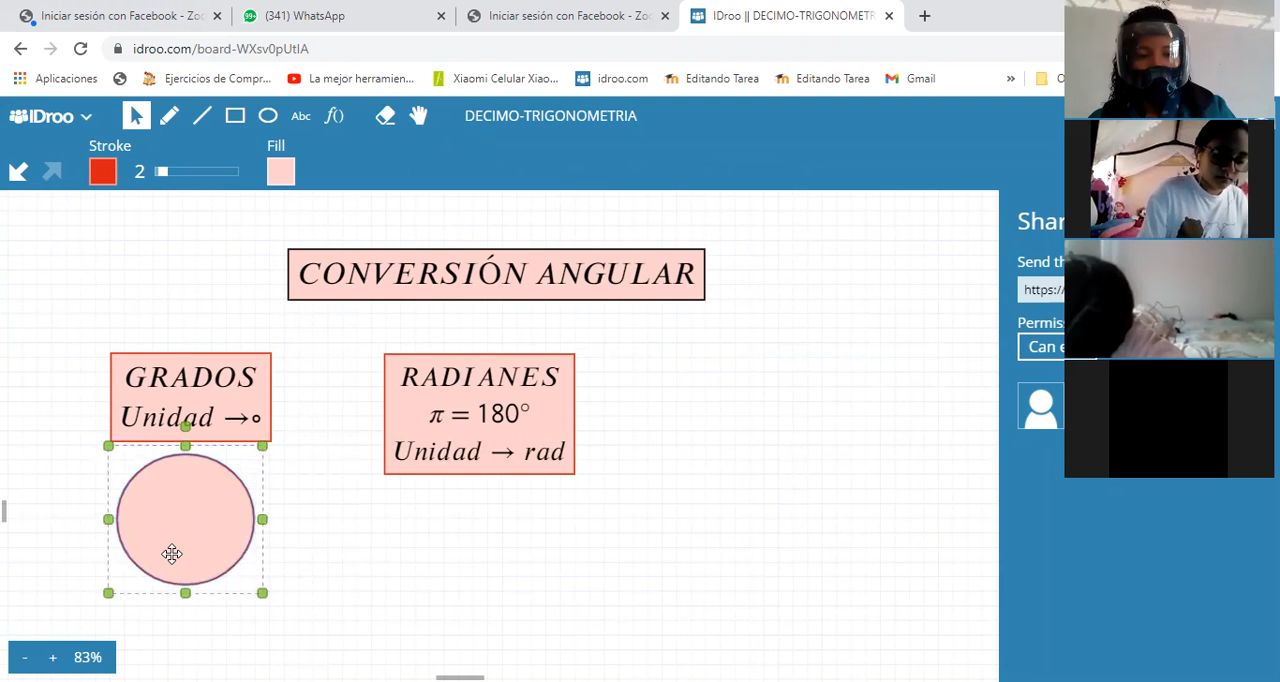 Iniciar sesión con Facebook - Zoc
(341) WhatsApp
Iniciar sesión con Facebook - Zoc
IDroo || DECIMO-TRIGONOMETR
idroo.com/board-WXsv0pUtIA
Aplicaciones
Ejercicios de Compr...
La mejor herramien...
Xiaomi Celular Xiao...
idroo.com
Editando Tarea
Editando Tarea
Gmail
»
IDroo
Abc
f()
DECIMO-TRIGONOMETRIA
Stroke
2
Fill
CONVERSIÓN ANGULAR
GRADOS
Unidad →°
RADIANES
π = 180°
Unidad → rad
Shar
Send th
https:/
Permis
Can e
- + 83%